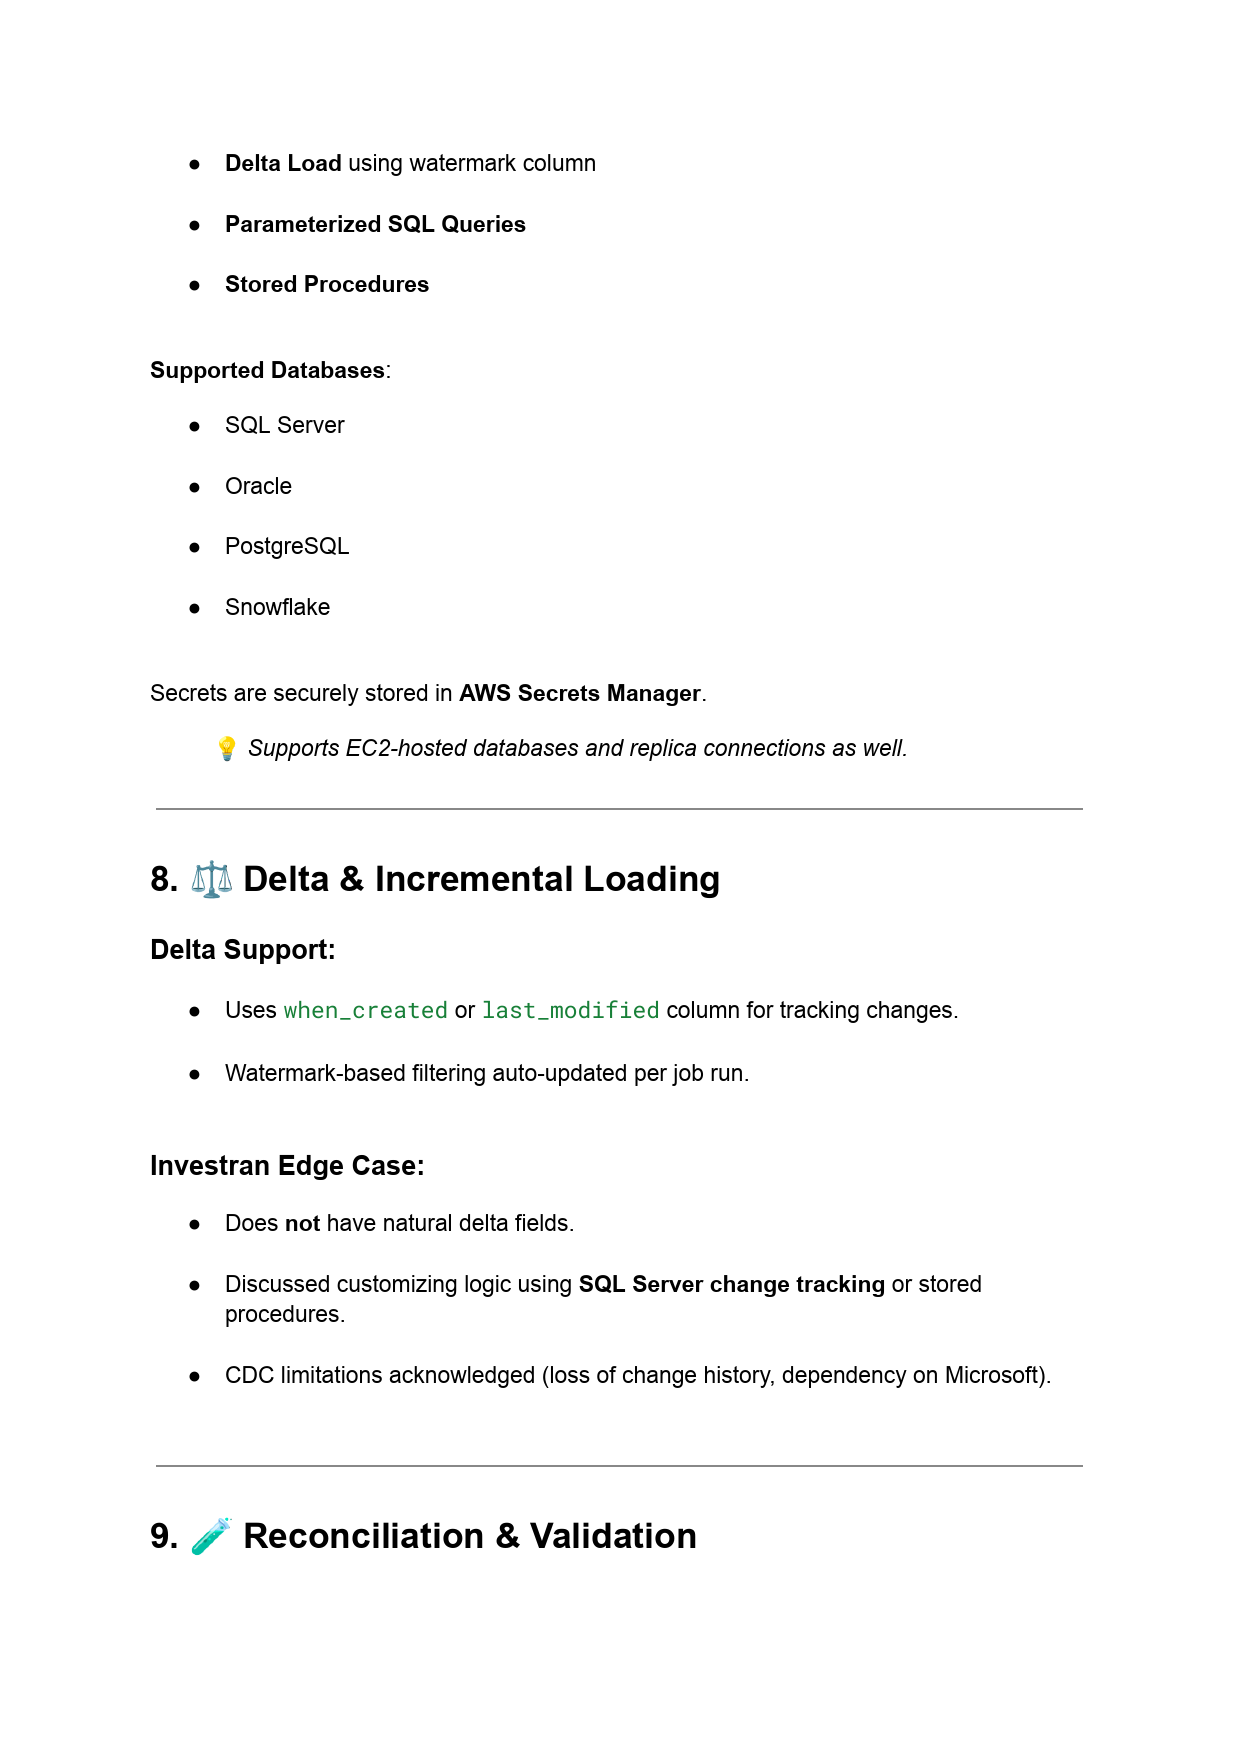 ● Delta Load using watermark column
● Parameterized SQL Queries
● Stored Procedures
Supported Databases:
● SQL Server
● Oracle
● PostgreSQL
● Snowflake
Secrets are securely stored in AWS Secrets Manager.
💡 Supports EC2-hosted databases and replica connections as well.
8. ⚖️ Delta & Incremental Loading
Delta Support:
● Uses when_created or last_modified column for tracking changes.
● Watermark-based filtering auto-updated per job run.
Investran Edge Case:
● Does not have natural delta fields.
● Discussed customizing logic using SQL Server change tracking or stored
procedures.
● CDC limitations acknowledged (loss of change history, dependency on Microsoft).
9. 🧪 Reconciliation & Validation